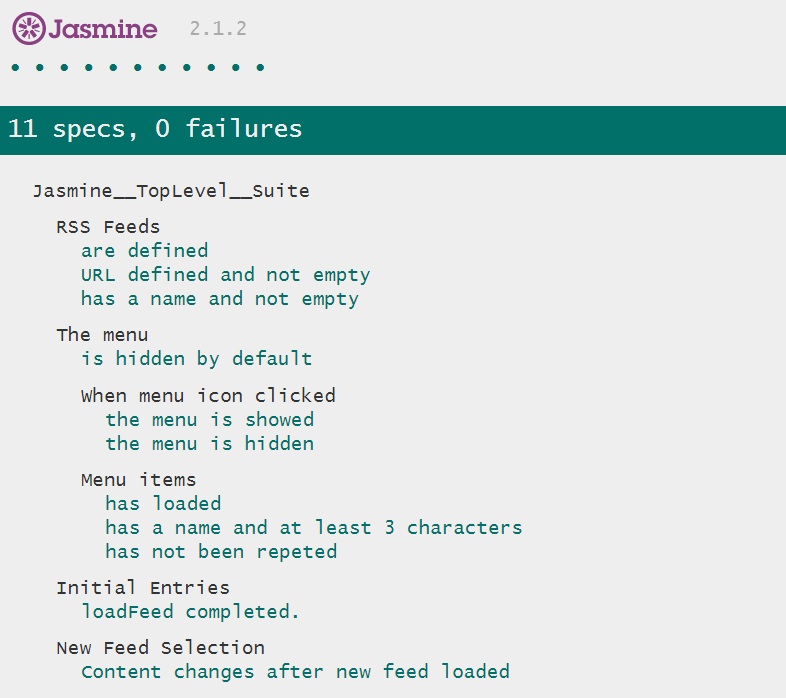 Jasmine 2.1.2
11 specs, 0 failures
Jasmine__TopLevel__Suite
RSS Feeds
are defined
URL defined and not empty
has a name and not empty
The menu
is hidden by default
When menu icon clicked
the menu is showed
the menu is hidden
Menu items
has loaded
has a name and at least 3 characters
has not been repeted
Initial Entries
loadFeed completed.
New Feed Selection
Content changes after new feed loaded